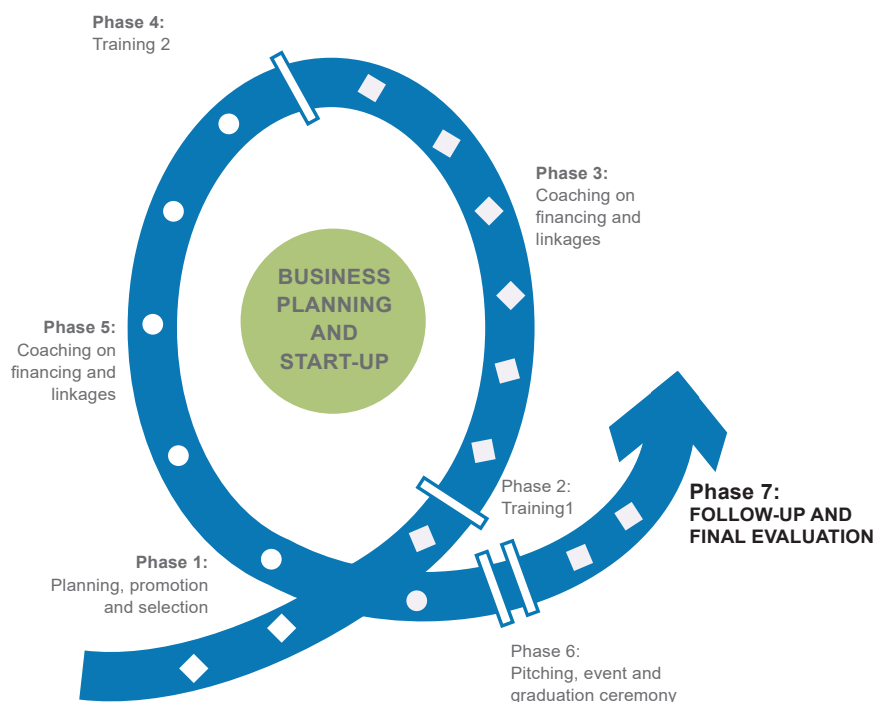 Phase 4:
Training 2
Phase 3:
Coaching on
financing and
linkages
BUSINESS
PLANNING
AND
START-UP
Phase 5:
Coaching on
financing and
linkages
Phase 2:
Training1
Phase 7:
FOLLOW-UP AND
FINAL EVALUATION
Phase 1:
Planning, promotion
and selection
Phase 6:
Pitching, event and
graduation ceremony